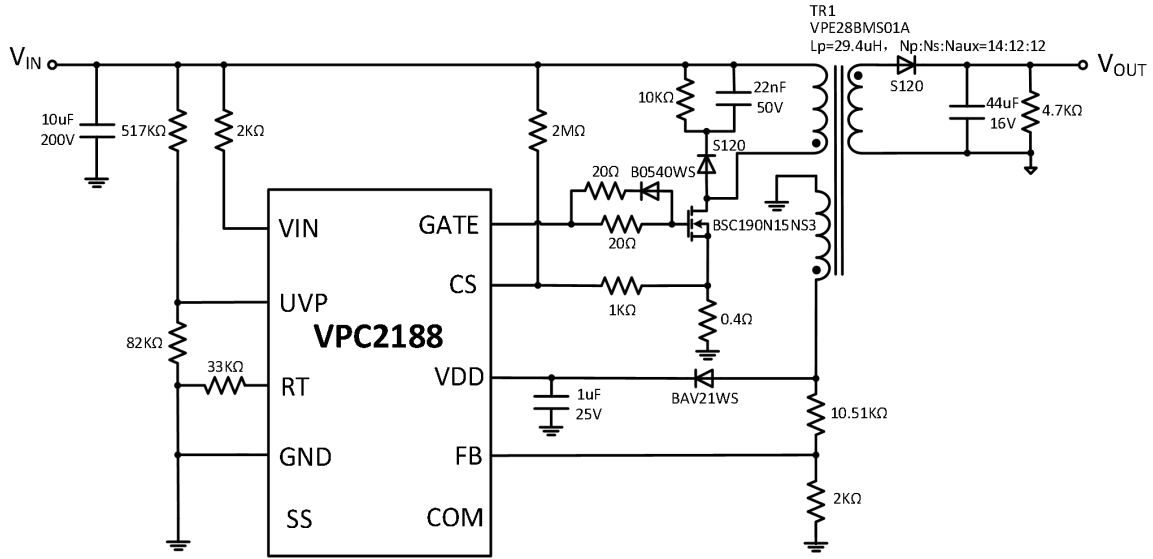 TR1
VPE28BMS01A
Lp=29.4uH, Np:Ns:Naux=14:12:12
VIN
VOUT
S120
10KΩ
22nF
50V
44uF
16V
4.7KΩ
10uF
200V
517KΩ
2KΩ
2MΩ
S120
20Ω
B0540WS
VIN
GATE
20Ω
BSC190N15NS3
UVP
CS
1KΩ
0.4Ω
VPC2188
82KΩ
33KΩ
RT
VDD
BAV21WS
1uF
25V
10.51KΩ
GND
FB
2KΩ
SS
COM